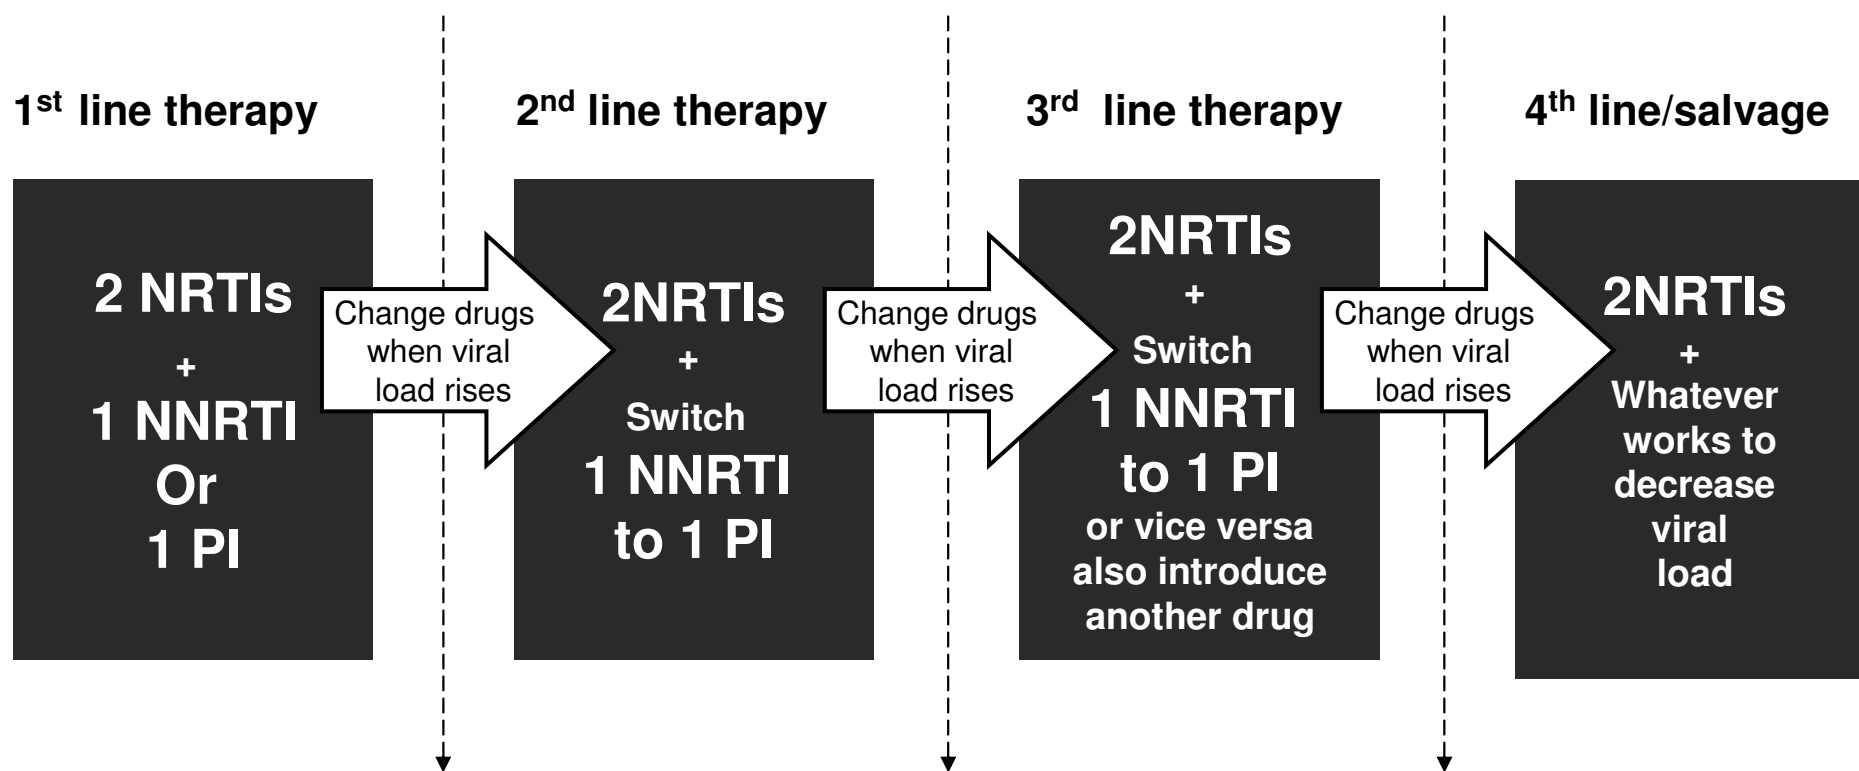 1st line therapy
2 NRTIs
+
1 NNRTI
Or
1 PI
Change drugs
when viral
load rises
2nd line therapy
2NRTIs
+
Switch
1 NNRTI
to 1 PI
Change drugs
when viral
load rises
3rd line therapy
2NRTIs
+
Switch
1 NNRTI
to 1 PI
or vice versa
also introduce
another drug
Change drugs
when viral
load rises
4th line/salvage
2NRTIs
+
Whatever
works to
decrease
viral
load